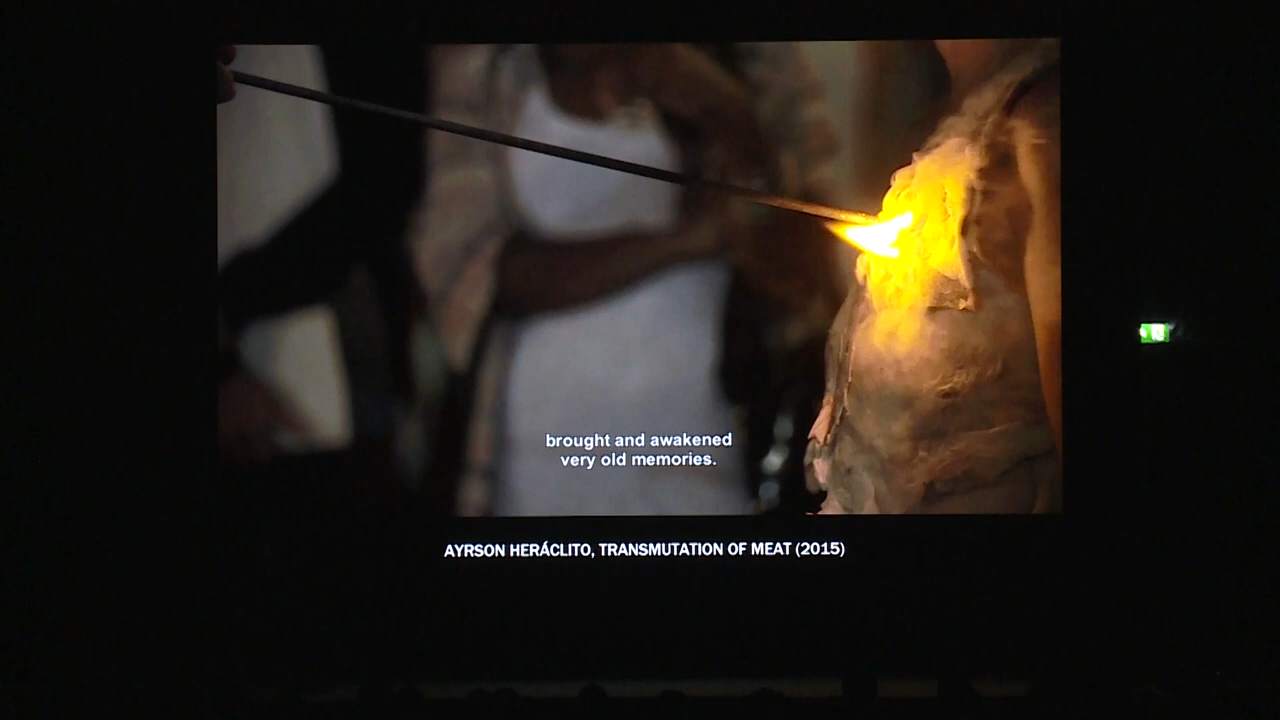 brought and awakened
very old memories.
AYRSON HERÁCLITO, TRANSMUTATION OF MEAT (2015)